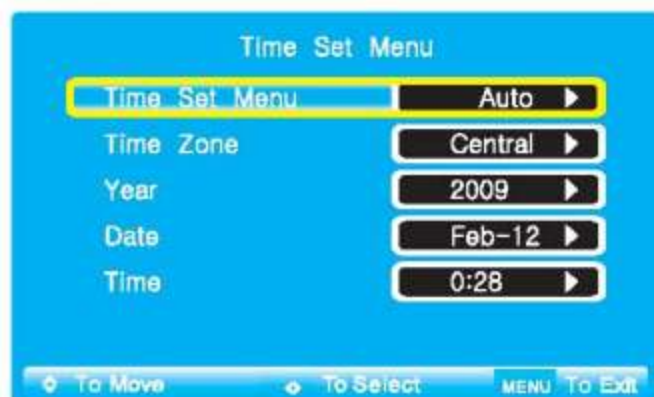 Time Set Menu
Time Set Menu Auto
Time Zone Central
Year 2009
Date Feb-12
Time 0:28
To Move To Select MENU To Exit